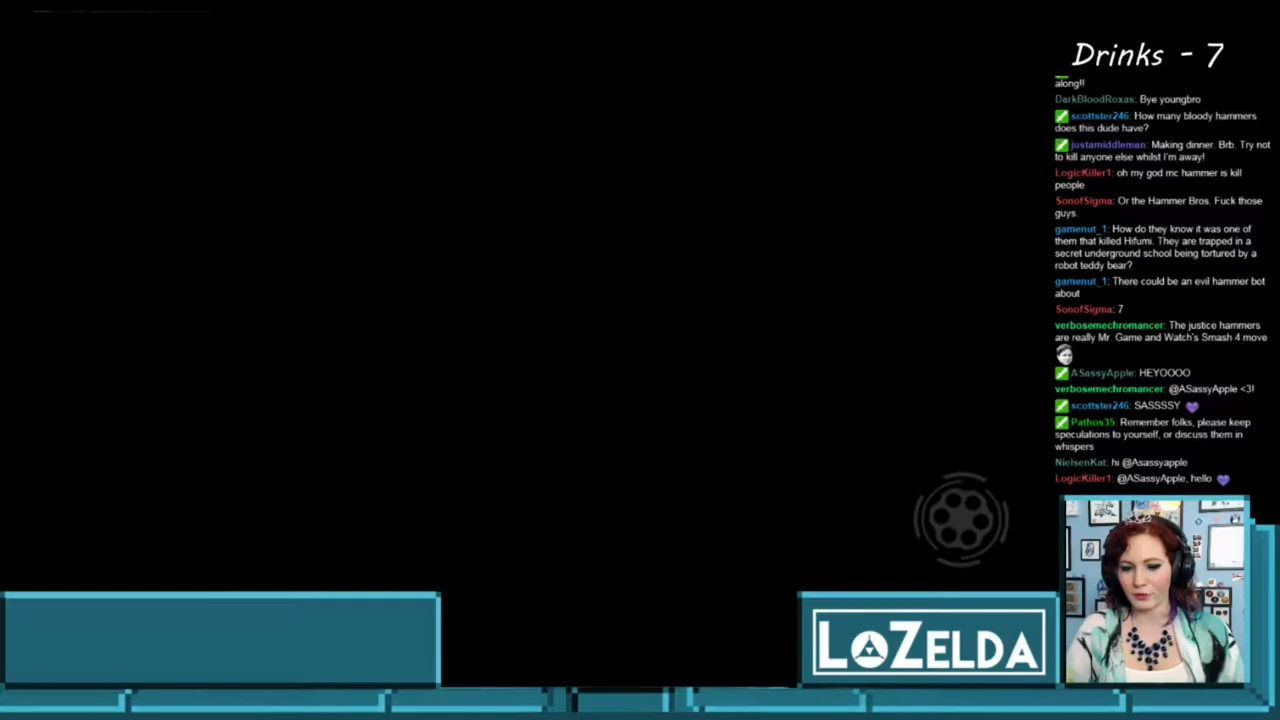 Drinks - 7
along!!
DarkBloodRoxas: Bye youngbro
scottster246: How many bloody hammers
does this dude have?
justamiddleman: Making dinner. Brb. Try not
to kill anyone else whilst I'm away!
LogicKiller1: oh my god mc hammer is kill
people
SonofSigma: Or the Hammer Bros. Fuck those
guys.
gamenut_1: How do they know it was one of
them that killed Hifumi. They are trapped in a
secret underground school being tortured by a
robot teddy bear?
gamenut_1: There could be an evil hammer bot
about
SonofSigma: 7
verbosemechromancer: The justice hammers
are really Mr. Game and Watch's Smash 4 move
ASassyApple: HEYOOOO
verbosemechromancer: @ASassyApple <3!
scottster246: SASSSSY
Pathos35: Remember folks, please keep
speculations to yourself, or discuss them in
whispers
NielsenKat: hi @Asassyapple
LogicKiller1: @ASassyApple, hello
LOZELDA